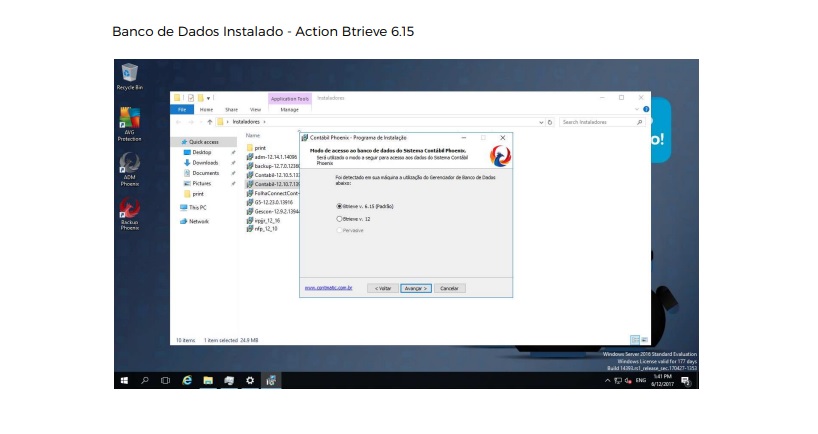 Banco de Dados Instalado - Action Btrieve 6.15
Recycle Bin
AVG
Protection
ADM
Phoenix
Backup
Phoenix
Application Tools Instaladores
File Home Share View Manage
Instaladores
Search Instaladores
Quick access
Desktop
Downloads
Documents
Pictures
print
This PC
Network
Name
print
adm-12.14.1.14086
backup-12.7.0.12388
Contabil-12.10.5.13
Contabil-12.10.7.13
FolhaConnectCont-
G5-12.23.0.13916
Gescon-12.9.2.1394
irpjpr_12_16
nfp_12_10
Contábil Phoenix - Programa de Instalação
Modo de acesso ao banco de dados do Sistema Contábil Phoenix.
Será utilizado a modo a seguir para acesso aos dados do Sistema Contábil
Phoenix
Foi detectado em sua máquina a utilização do Gerenciador de Banco de Dados
abaixo:
Btrieve v. 6.15 (Padrão)
Btrieve v. 12
Pervasive
www.contmatic.com.br
< Voltar Avançar > Cancelar
o!
10 items 1 item selected 24.9 MB
Windows Server 2016 Standard Evaluation
Windows License valid for 177 days
Build 14393.rs1_release_sec.170427-1353
ENG
1:41 PM
6/12/2017